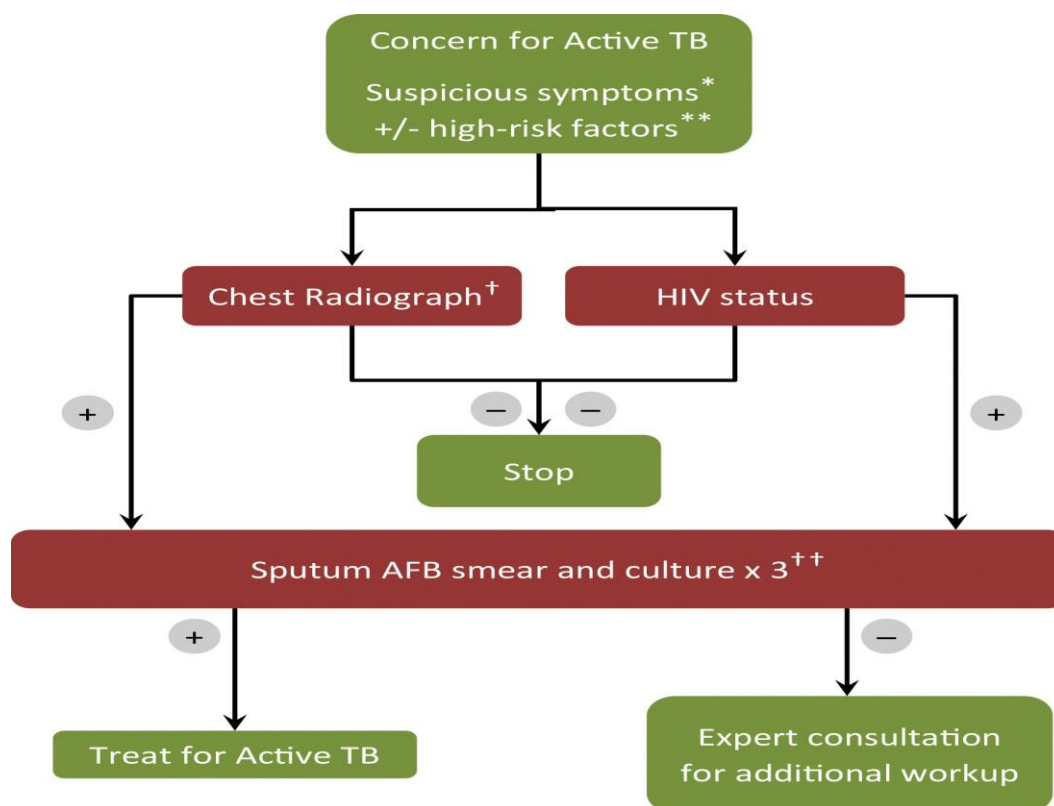 Concern for Active TB
Suspicious symptoms*
+/- high-risk factors**
Chest Radiograph†
HIV status
+
−
−
+
Stop
Sputum AFB smear and culture x 3††
+
−
Treat for Active TB
Expert consultation
for additional workup